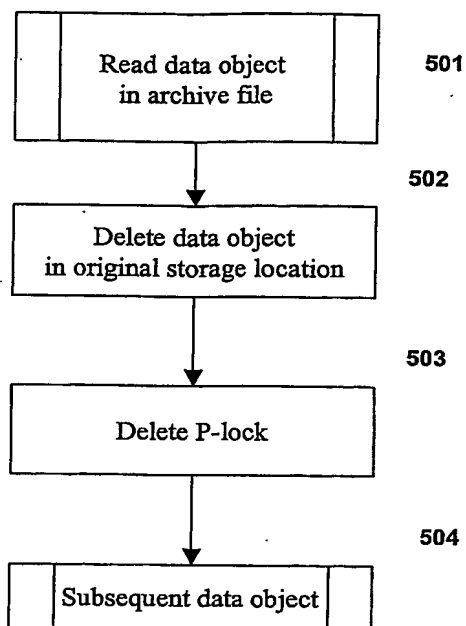 Read data object
in archive file
501
502
Delete data object
in original storage location
503
Delete P-lock
504
Subsequent data object